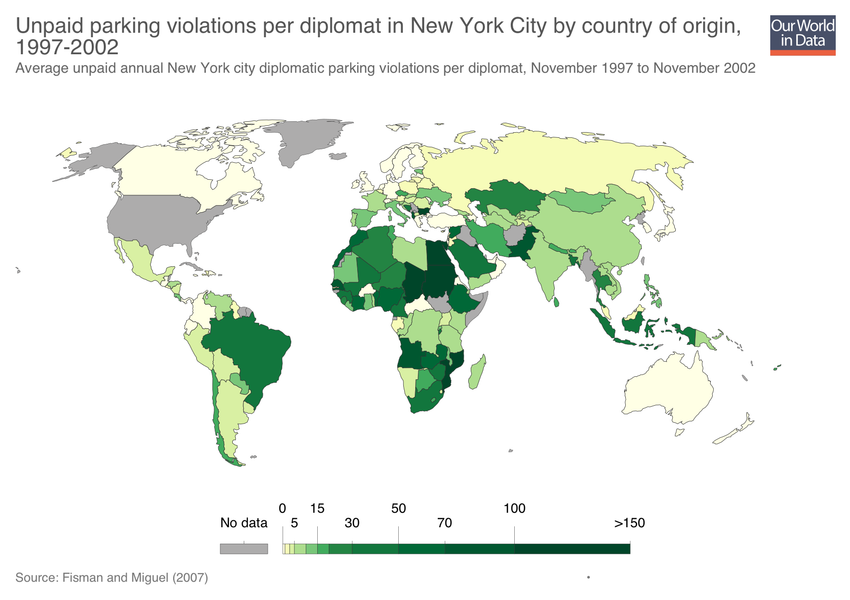 Unpaid parking violations per diplomat in New York City by country of origin,
1997-2002
Our World
in Data
Average unpaid annual New York city diplomatic parking violations per diplomat, November 1997 to November 2002
0 15 50 100
No data 5 30 70 >150
Source: Fisman and Miguel (2007)